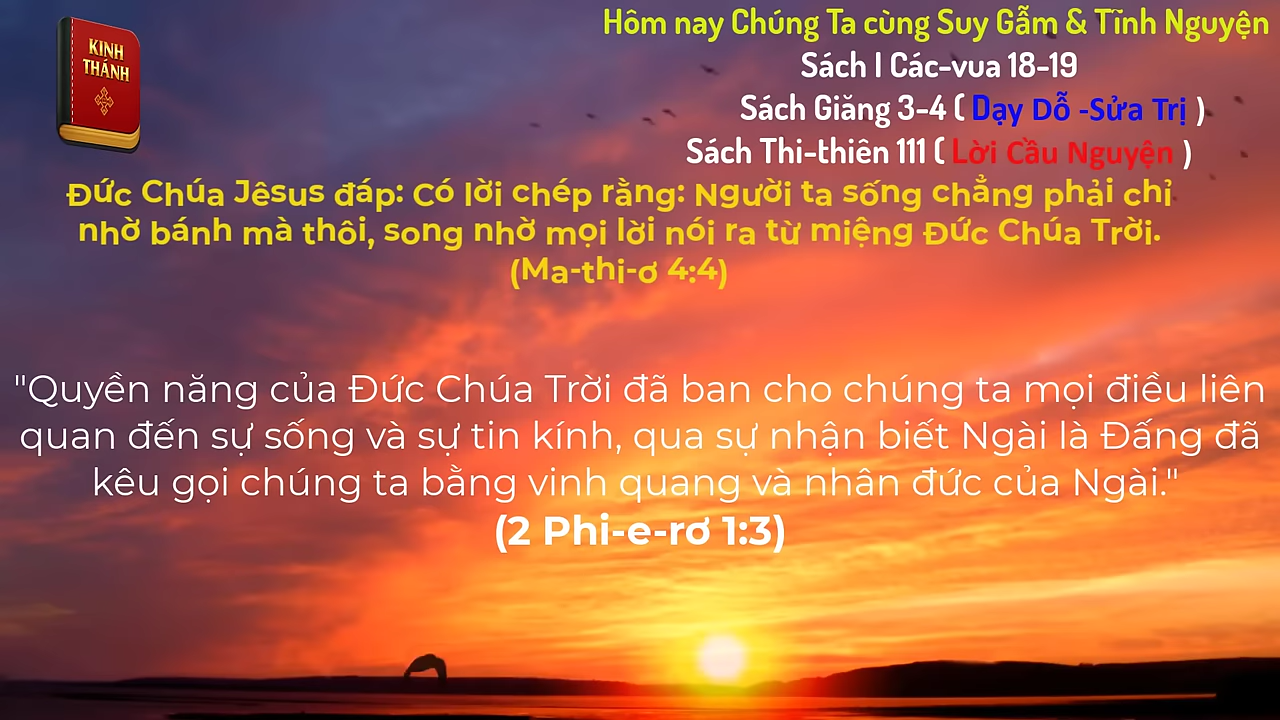 KINH
THÁNH
Hôm nay Chúng Ta cùng Suy Gẫm & Tĩnh Nguyện
Sách I Các-vua 18-19
Sách Giăng 3-4 ( Dạy Dỗ -Sửa Trị )
Sách Thi-thiên 111 ( Lời Cầu Nguyện )
Đức Chúa Jêsus đáp: Có lời chép rằng: Người ta sống chẳng phải chỉ
nhờ bánh mà thôi, song nhờ mọi lời nói ra từ miệng Đức Chúa Trời.
(Ma-thi-ơ 4:4)
"Quyền năng của Đức Chúa Trời đã ban cho chúng ta mọi điều liên
quan đến sự sống và sự tin kính, qua sự nhận biết Ngài là Đấng đã
kêu gọi chúng ta bằng vinh quang và nhân đức của Ngài."
(2 Phi-e-rơ 1:3)